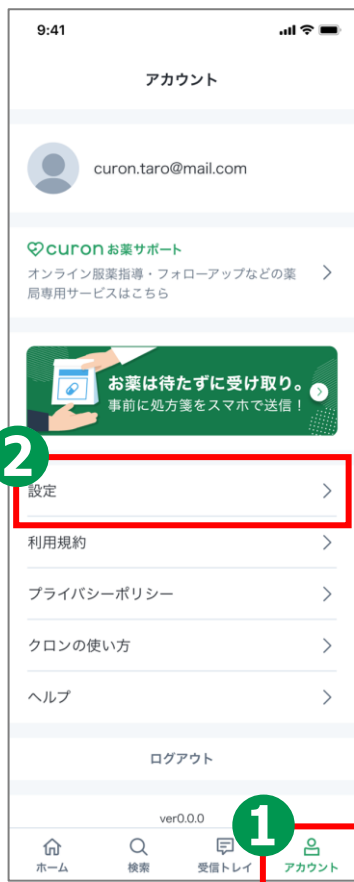 9:41
アカウント
curon.taro@mail.com
curon お薬サポート
オンライン服薬指導・フォローアップなどの薬
局専用サービスはこちら
お薬は待たずに受け取り。
事前に処方箋をスマホで送信！
2
設定
利用規約
プライバシーポリシー
クロンの使い方
ヘルプ
ログアウト
ver0.0.0
1
ホーム 検索 受信トレイ アカウント